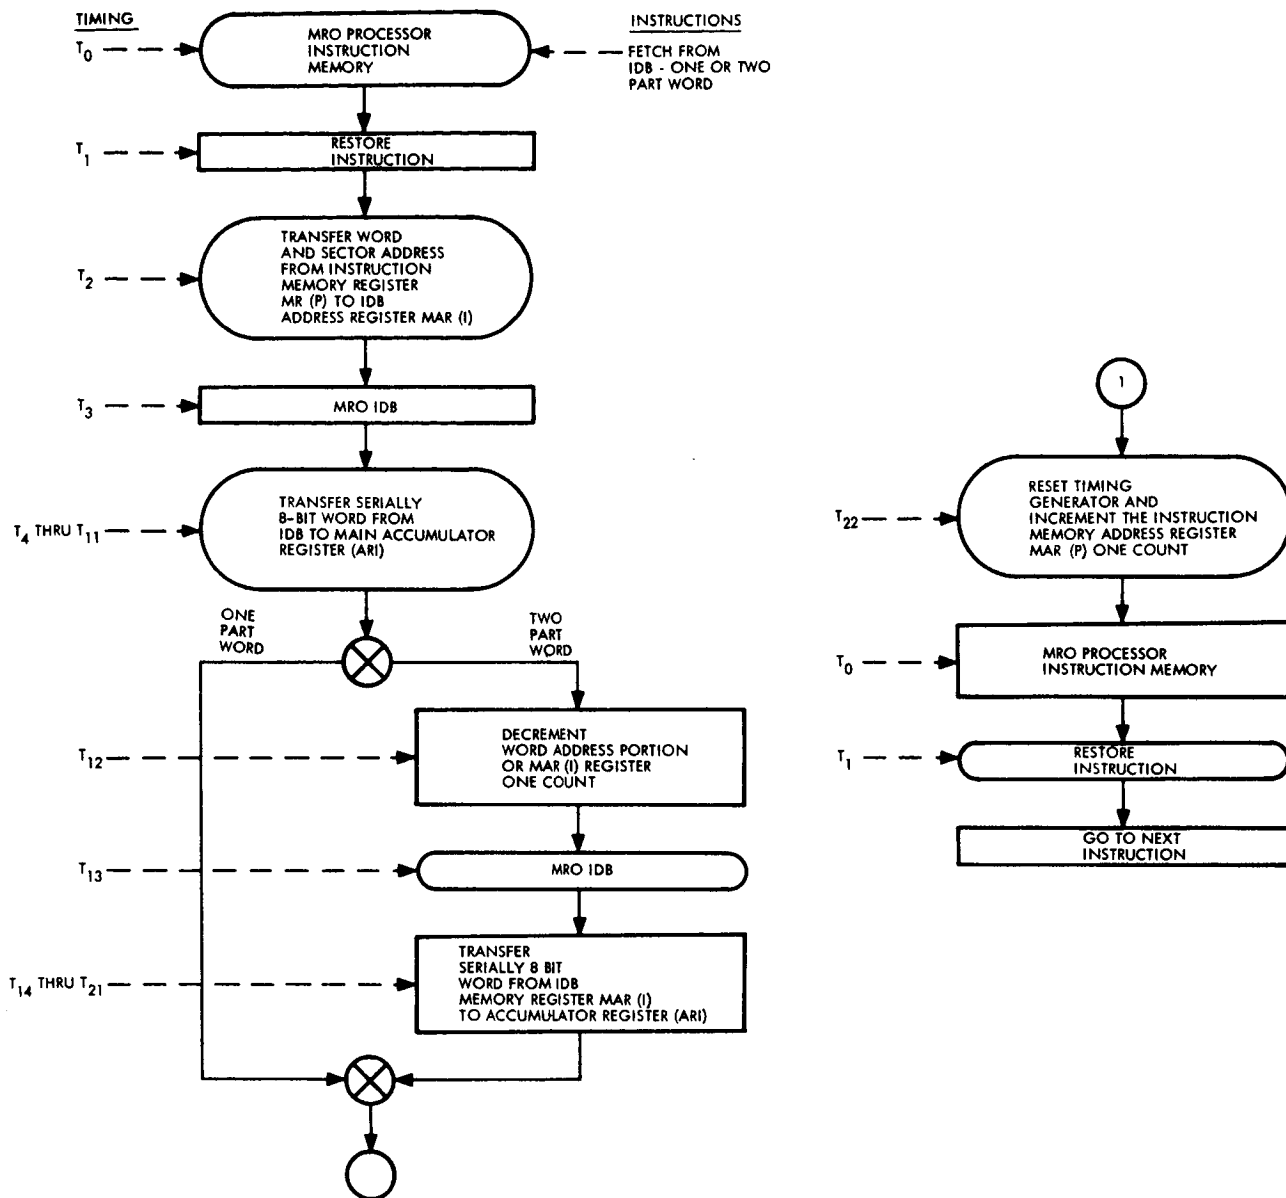 TIMING
T0
MRO PROCESSOR
INSTRUCTION
MEMORY
INSTRUCTIONS
FETCH FROM
IDB - ONE OR TWO
PART WORD
T1
RESTORE
INSTRUCTION
T2
TRANSFER WORD
AND SECTOR ADDRESS
FROM INSTRUCTION
MEMORY REGISTER
MR (P) TO IDB
ADDRESS REGISTER MAR (I)
T3
MRO IDB
T4 THRU T11
TRANSFER SERIALLY
8-BIT WORD FROM
IDB TO MAIN ACCUMULATOR
REGISTER (ARI)
ONE
PART
WORD
TWO
PART
WORD
T12
DECREMENT
WORD ADDRESS PORTION
OR MAR (I) REGISTER
ONE COUNT
T13
MRO IDB
T14 THRU T21
TRANSFER
SERIALLY 8 BIT
WORD FROM IDB
MEMORY REGISTER MAR (I)
TO ACCUMULATOR REGISTER (ARI)
1
T22
RESET TIMING
GENERATOR AND
INCREMENT THE INSTRUCTION
MEMORY ADDRESS REGISTER
MAR (P) ONE COUNT
T0
MRO PROCESSOR
INSTRUCTION MEMORY
T1
RESTORE
INSTRUCTION
GO TO NEXT
INSTRUCTION